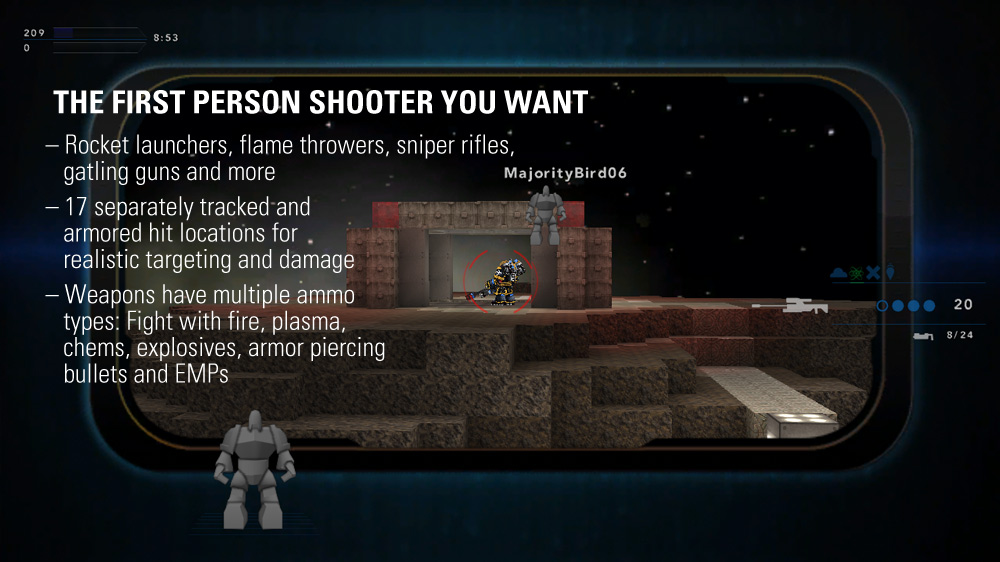 209
0
8:53
THE FIRST PERSON SHOOTER YOU WANT
– Rocket launchers, flame throwers, sniper rifles,
gatling guns and more
MajorityBird06
– 17 separately tracked and
armored hit locations for
realistic targeting and damage
– Weapons have multiple ammo
types: Fight with fire, plasma,
chems, explosives, armor piercing
bullets and EMPs
20
8/24